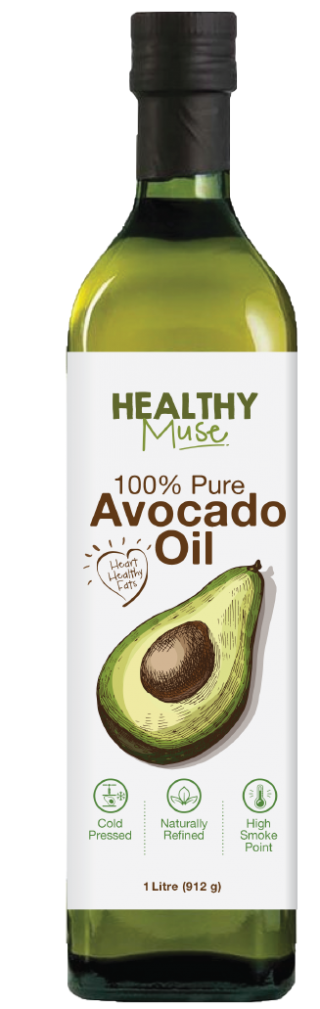 HEALTHY
Muse
100% Pure
Avocado
Oil
Heart
Healthy
Fats
Cold
Pressed
Naturally
Refined
High
Smoke
Point
1 Litre (912 g)